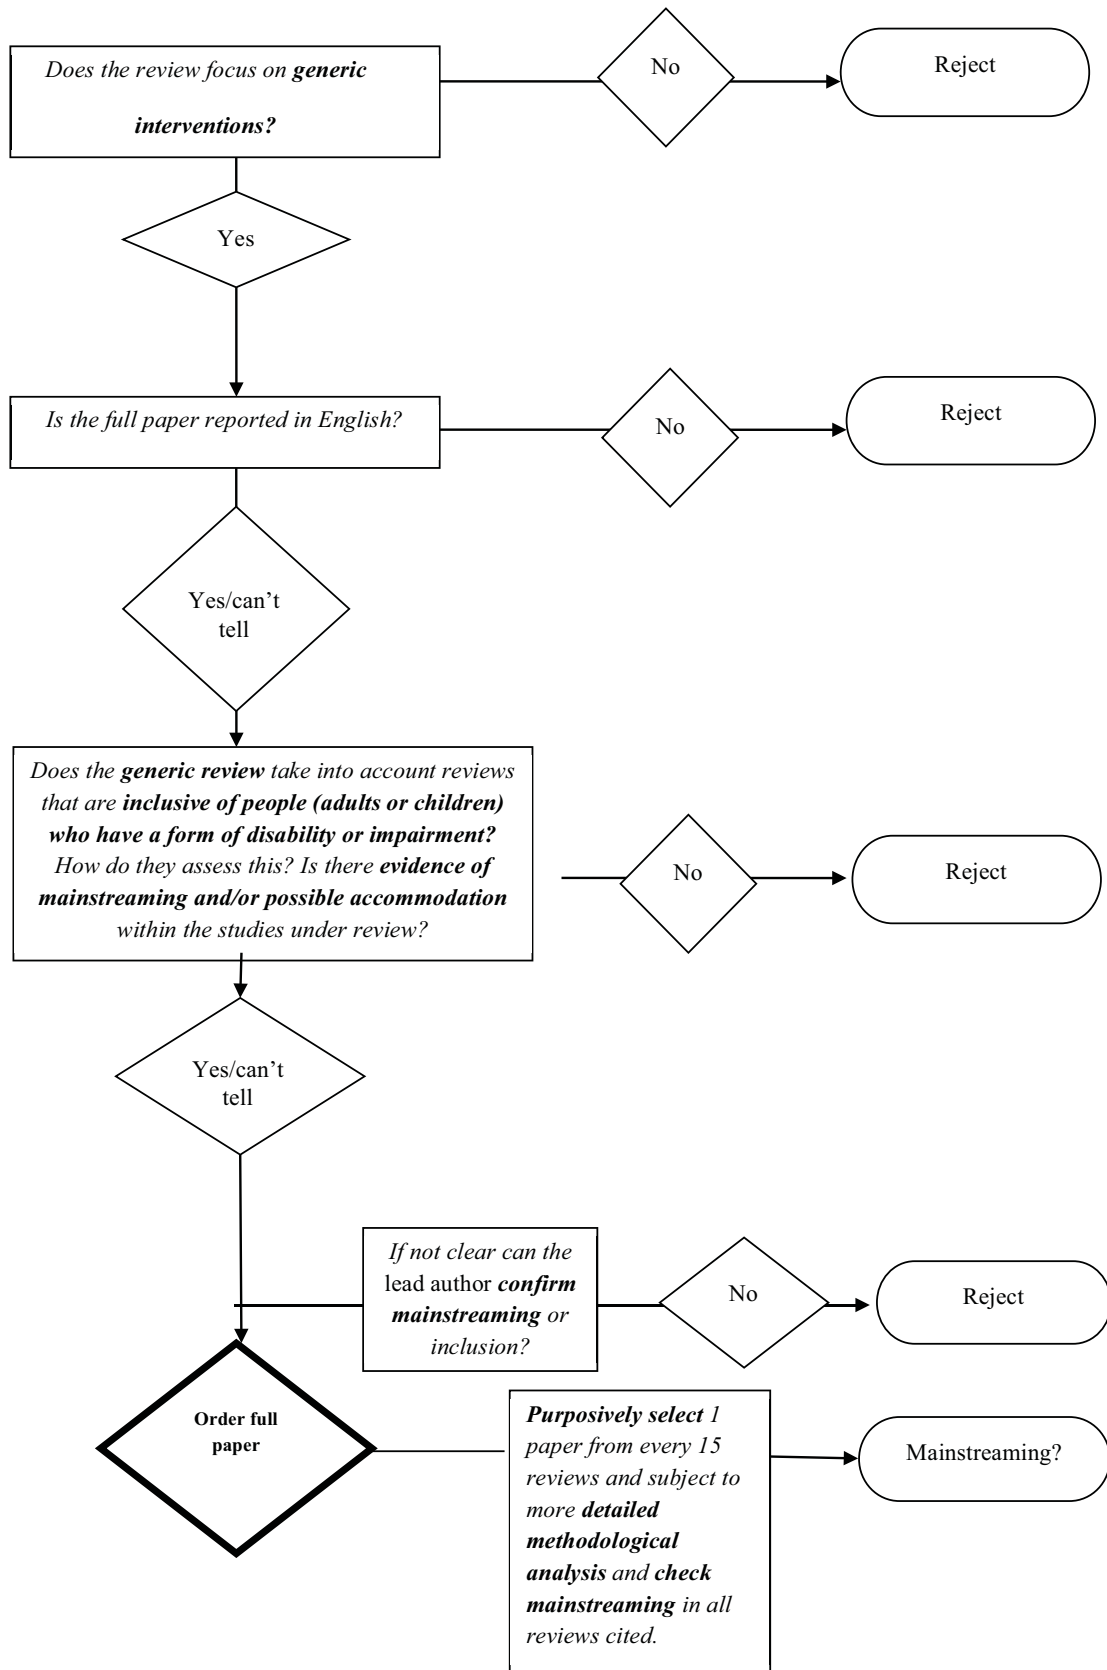 Does the review focus on generic
interventions?
No
Reject
Yes
Is the full paper reported in English?
No
Reject
Yes/can’t
tell
Does the generic review take into account reviews
that are inclusive of people (adults or children)
who have a form of disability or impairment?
How do they assess this? Is there evidence of
mainstreaming and/or possible accommodation
within the studies under review?
No
Reject
Yes/can’t
tell
If not clear can the
lead author confirm
mainstreaming or
inclusion?
No
Reject
Order full
paper
Purposively select 1
paper from every 15
reviews and subject to
more detailed
methodological
analysis and check
mainstreaming in all
reviews cited.
Mainstreaming?